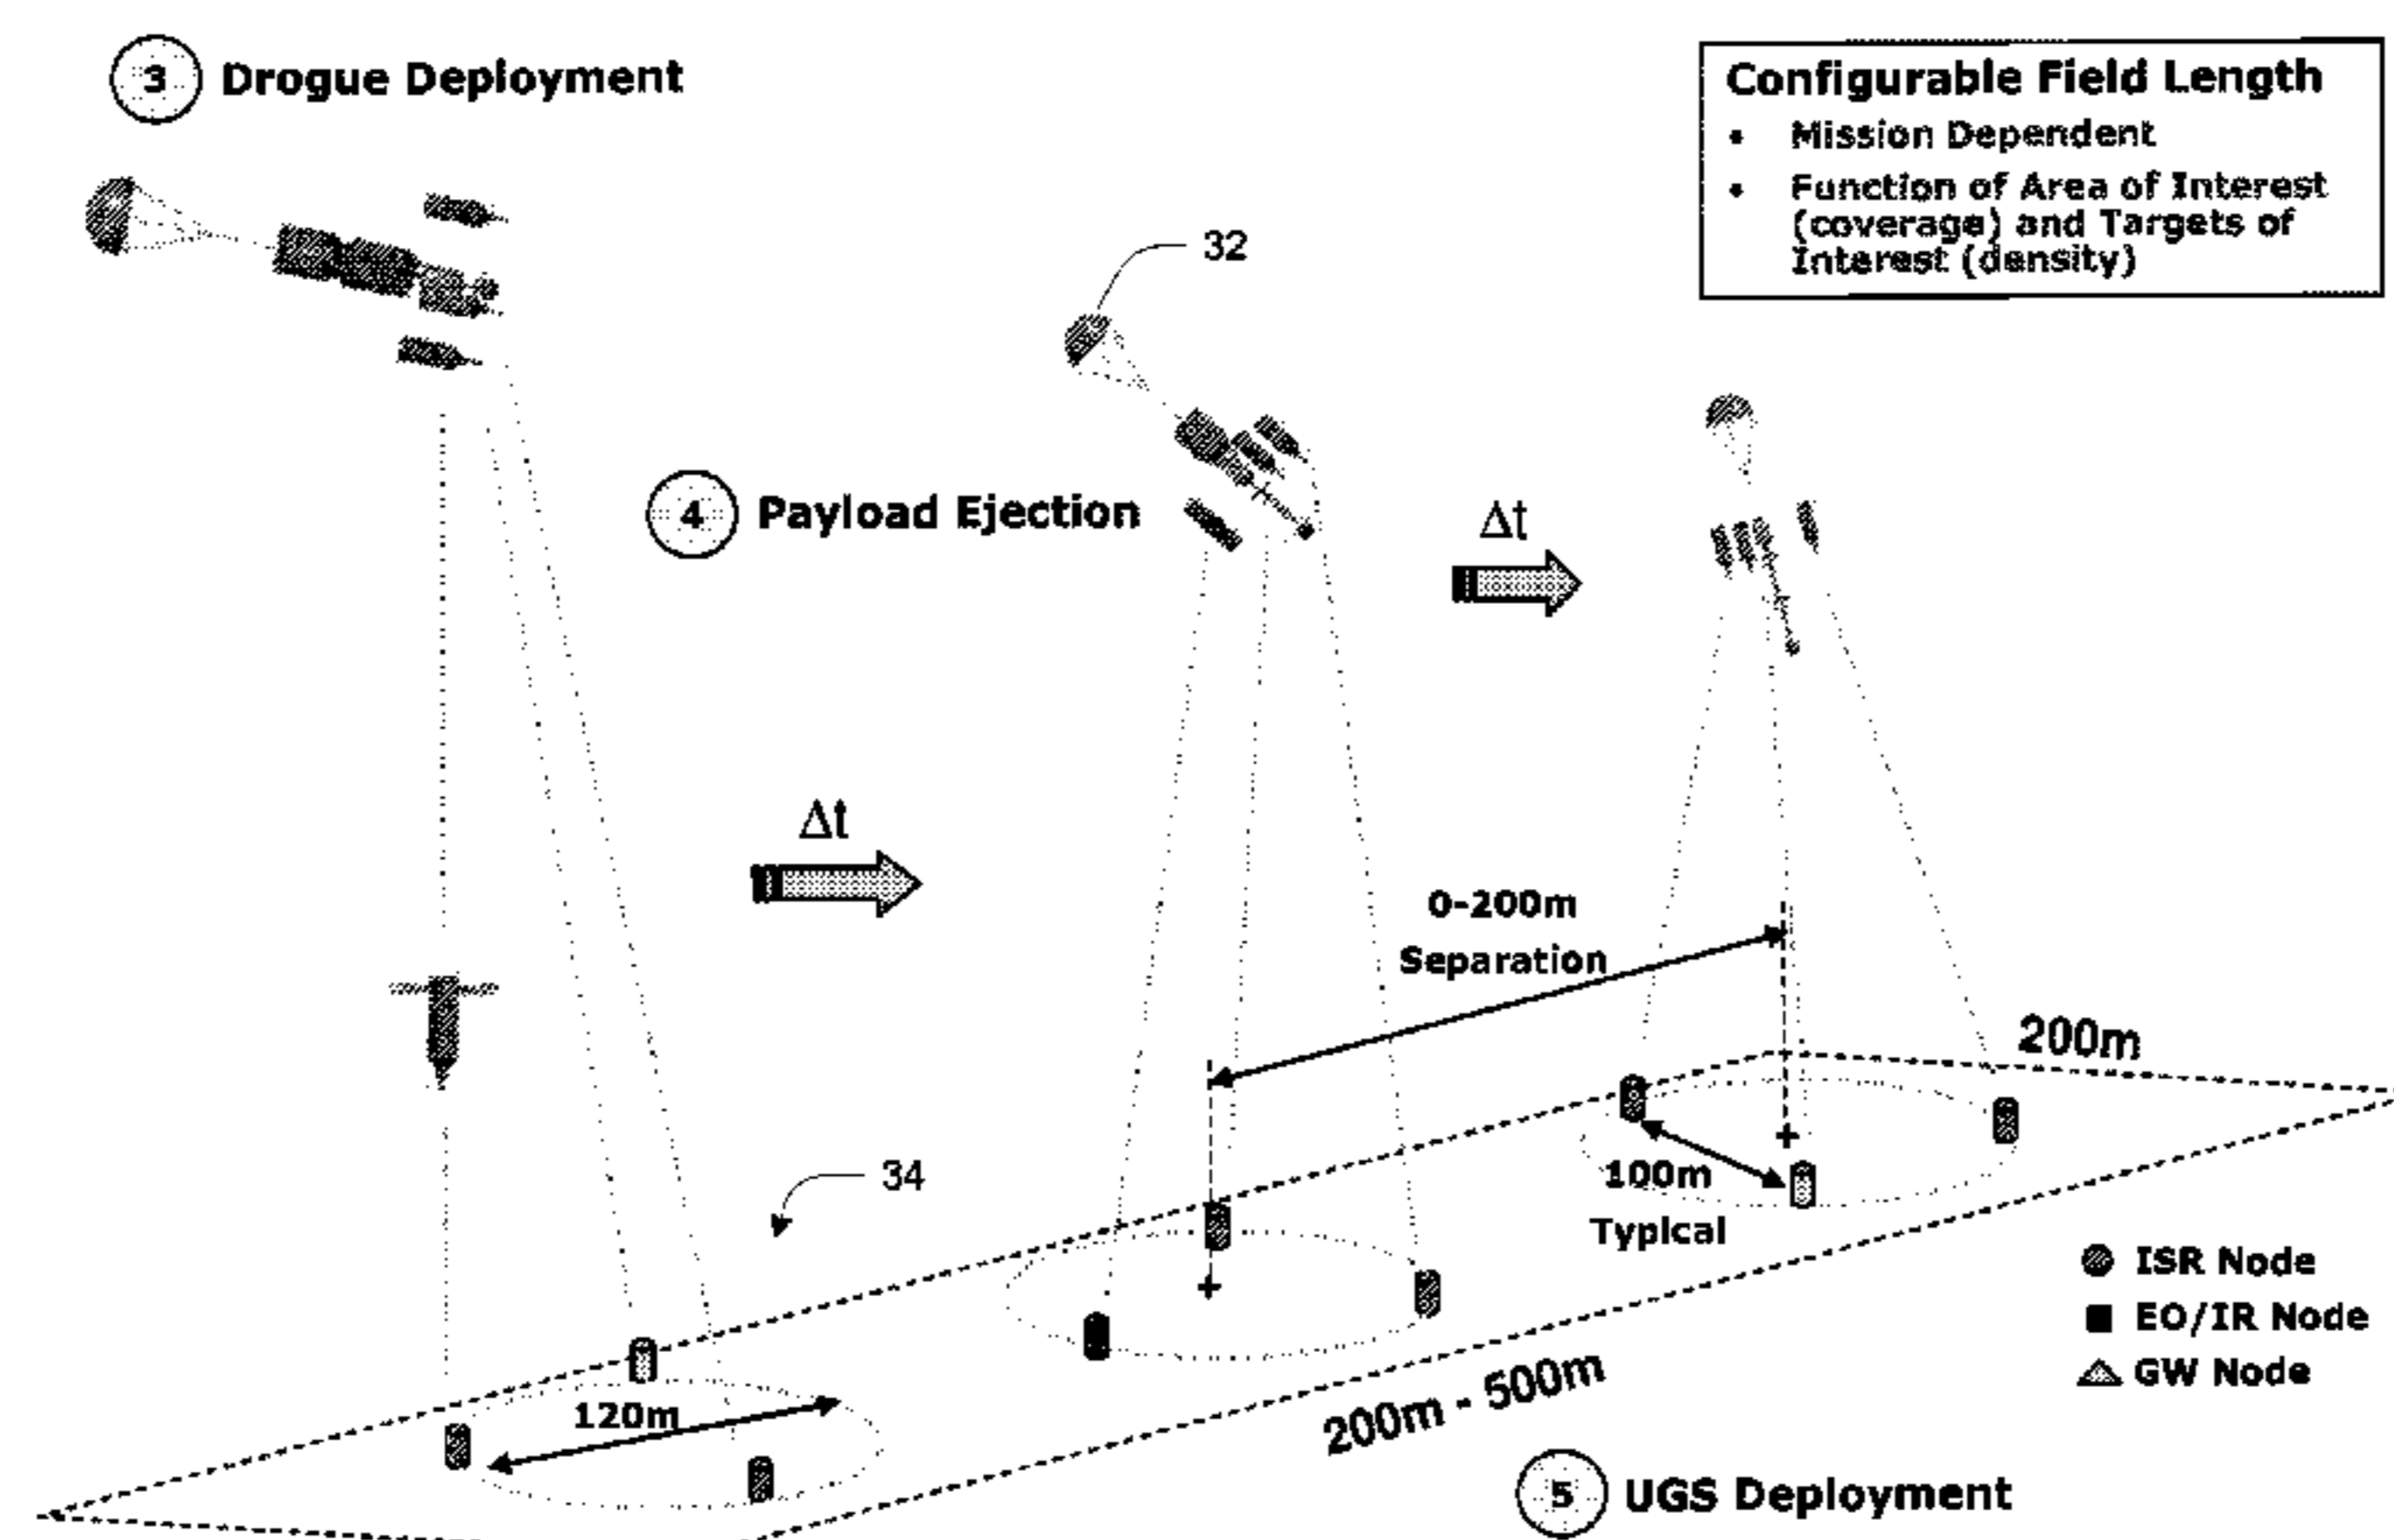 3 Drogue Deployment
Configurable Field Length
• Mission Dependent
• Function of Area of Interest
(coverage) and Targets of
Interest (density)
32
4 Payload Ejection
Δt
Δt
0-200m
Separation
200m
34
100m
Typical
120m
200m - 500m
ISR Node
EO/IR Node
GW Node
5 UGS Deployment